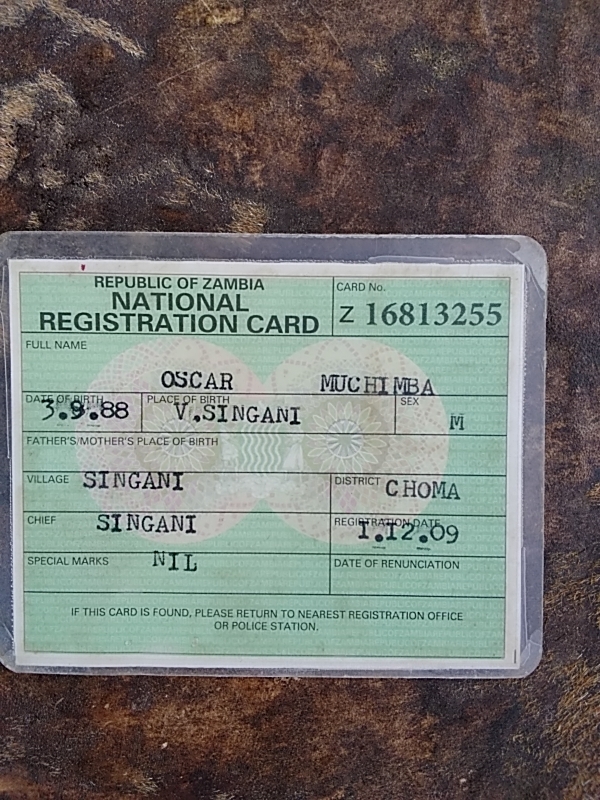 REPUBLIC OF ZAMBIA
NATIONAL
REGISTRATION CARD
CARD No.
Z 16813255
FULL NAME
OSCAR MUCHIMBA
DATE OF BIRTH
3.9.88
PLACE OF BIRTH
V.SINGANI
SEX
M
FATHER'S/MOTHER'S PLACE OF BIRTH
VILLAGE SINGANI
DISTRICT CHOMA
CHIEF SINGANI
REGISTRATION DATE
1.12.09
SPECIAL MARKS NIL
DATE OF RENUNCIATION
IF THIS CARD IS FOUND, PLEASE RETURN TO NEAREST REGISTRATION OFFICE
OR POLICE STATION.